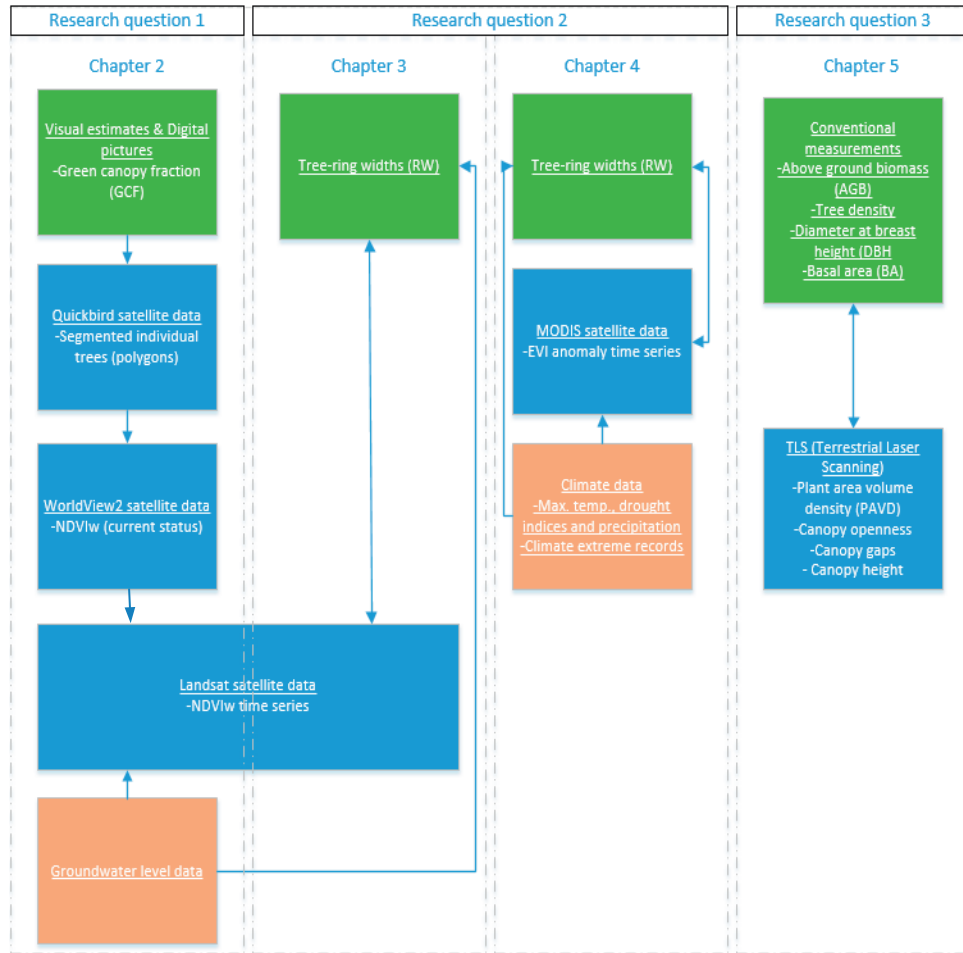 Research question 1
Research question 2
Research question 3
Chapter 2
Chapter 3
Chapter 4
Chapter 5
Visual estimates & Digital
pictures
-Green canopy fraction
(GCF)
Quickbird satellite data
-Segmented individual
trees (polygons)
WorldView2 satellite data
-NDVIw (current status)
Tree-ring widths (RW)
Landsat satellite data
-NDVIw time series
Groundwater level data
Tree-ring widths (RW)
MODIS satellite data
-EVI anomaly time series
Climate data
-Max. temp., drought
indices and precipitation
-Climate extreme records
Conventional
measurements
-Above ground biomass
(AGB)
-Tree density
-Diameter at breast
height (DBH
-Basal area (BA)
TLS (Terrestrial Laser
Scanning)
-Plant area volume
density (PAVD)
-Canopy openness
-Canopy gaps
- Canopy height